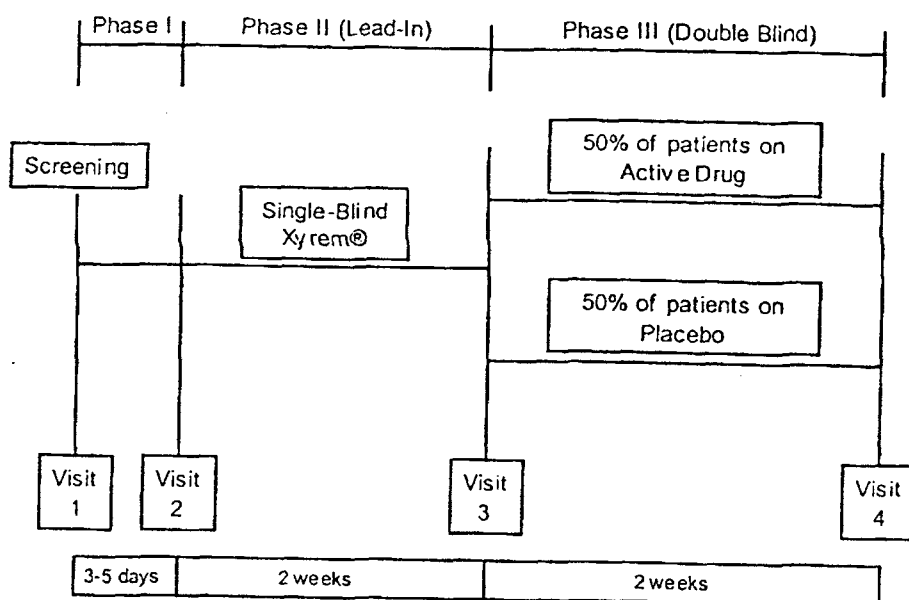 Phase I
Phase II (Lead-In)
Phase III (Double Blind)
Screening
50% of patients on
Active Drug
Single-Blind
Xyrem®
50% of patients on
Placebo
Visit
1
Visit
2
Visit
3
Visit
4
3-5 days
2 weeks
2 weeks